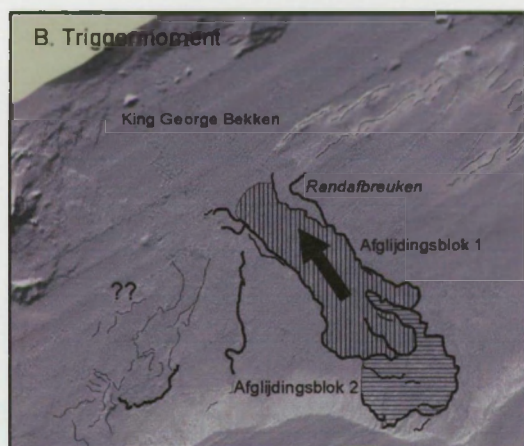 B. Triggermoment
King George Bekken
Randafbreuken
Afglijdingsblok 1
??
Afglijdingsblok 2